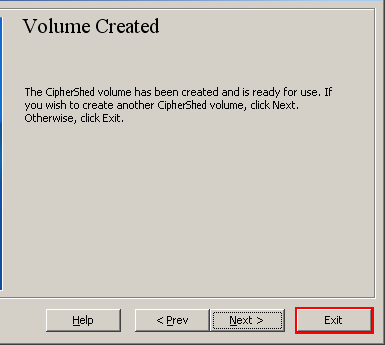 Volume Created
The CipherShed volume has been created and is ready for use. If
you wish to create another CipherShed volume, click Next.
Otherwise, click Exit.
Help < Prev Next > Exit